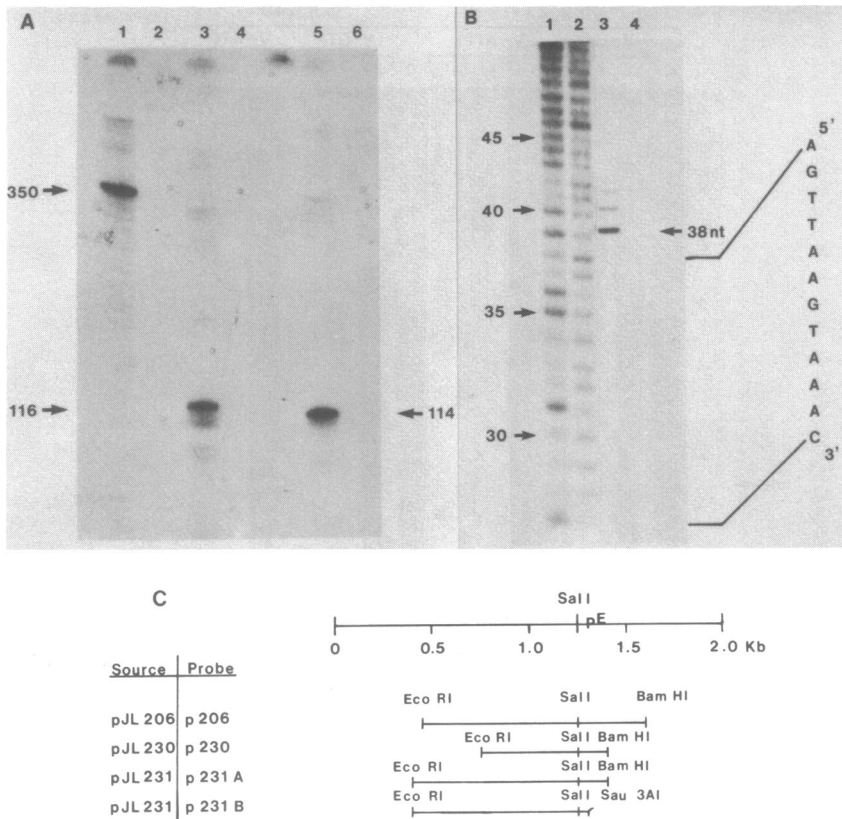 A
1 2 3 4 5 6
350
116
114
B
1 2 3 4
45
40
35
30
38nt
5'
A
G
T
T
A
A
G
T
A
A
A
C
3'
C
Sal I
pE
0 0.5 1.0 1.5 2.0 Kb
Source Probe
Eco RI Sal I Bam HI
pJL 206 p 206
Eco RI Sal I Bam HI
pJL 230 p 230
Eco RI Sal I Bam HI
pJL 231 p 231 A
Eco RI Sal I Sau 3AI
pJL 231 p 231 B